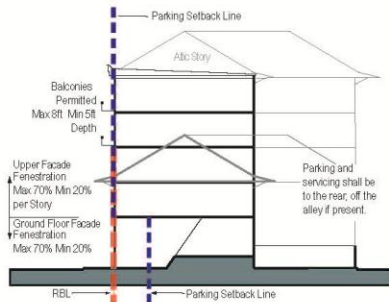 Parking Setback Line
Attic Story
Balconies
Permitted
Max 8ft Min 5ft
Depth
Upper Facade
Fenestration
Max 70% Min 20%
per Story
Ground Floor Facade
Fenestration
Max 70% Min 20%
Parking and
servicing shall be
to the rear, off the
alley if present.
RBL
Parking Setback Line